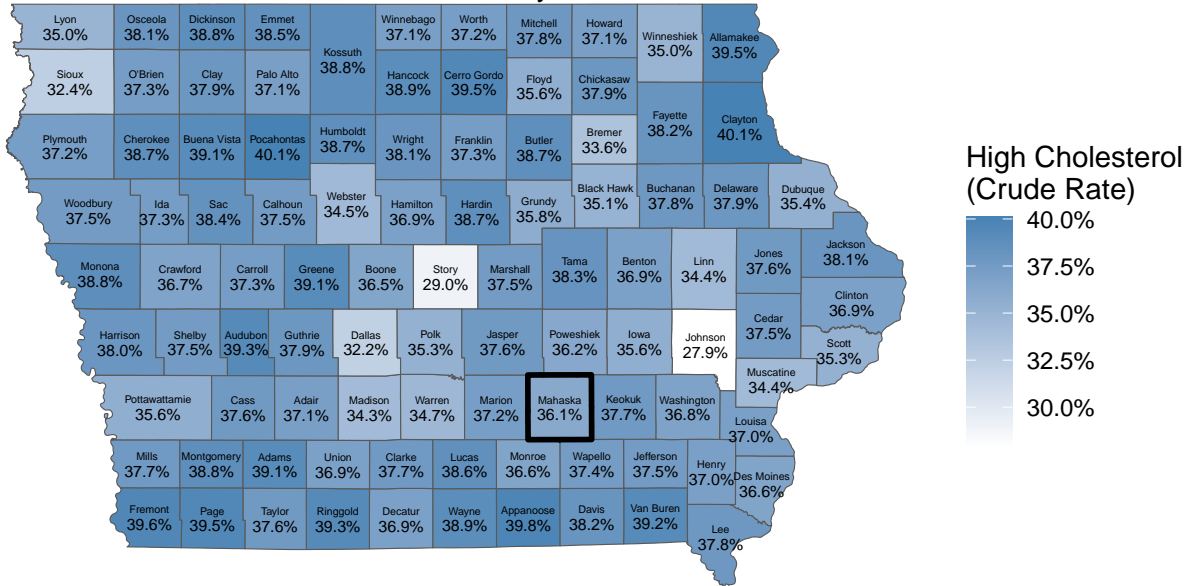 Lyon
35.0%
Osceola
38.1%
Dickinson
38.8%
Emmet
38.5%
Kossuth
38.8%
Winnebago
37.1%
Worth
37.2%
Mitchell
37.8%
Howard
37.1%
Winneshiek
35.0%
Allamakee
39.5%
Sioux
32.4%
O'Brien
37.3%
Clay
37.9%
Palo Alto
37.1%
Hancock
38.9%
Cerro Gordo
39.5%
Floyd
35.6%
Chickasaw
37.9%
Fayette
38.2%
Clayton
40.1%
Plymouth
37.2%
Cherokee
38.7%
Buena Vista
39.1%
Pocahontas
40.1%
Humboldt
38.7%
Wright
38.1%
Franklin
37.3%
Butler
38.7%
Bremer
33.6%
Woodbury
37.5%
Ida
37.3%
Sac
38.4%
Calhoun
37.5%
Webster
34.5%
Hamilton
36.9%
Hardin
38.7%
Grundy
35.8%
Black Hawk
35.1%
Buchanan
37.8%
Delaware
37.9%
Dubuque
35.4%
Monona
38.8%
Crawford
36.7%
Carroll
37.3%
Greene
39.1%
Boone
36.5%
Story
29.0%
Marshall
37.5%
Tama
38.3%
Benton
36.9%
Linn
34.4%
Jones
37.6%
Jackson
38.1%
Clinton
36.9%
Harrison
38.0%
Shelby
37.5%
Audubon
39.3%
Guthrie
37.9%
Dallas
32.2%
Polk
35.3%
Jasper
37.6%
Poweshiek
36.2%
Iowa
35.6%
Johnson
27.9%
Cedar
37.5%
Scott
35.3%
Muscatine
34.4%
Pottawattamie
35.6%
Cass
37.6%
Adair
37.1%
Madison
34.3%
Warren
34.7%
Marion
37.2%
Mahaska
36.1%
Keokuk
37.7%
Washington
36.8%
Louisa
37.0%
Mills
37.7%
Montgomery
38.8%
Adams
39.1%
Union
36.9%
Clarke
37.7%
Lucas
38.6%
Monroe
36.6%
Wapello
37.4%
Jefferson
37.5%
Henry
37.0%
Des Moines
36.6%
Fremont
39.6%
Page
39.5%
Taylor
37.6%
Ringgold
39.3%
Decatur
36.9%
Wayne
38.9%
Appanoose
39.8%
Davis
38.2%
Van Buren
39.2%
Lee
37.8%
High Cholesterol
(Crude Rate)
40.0%
37.5%
35.0%
32.5%
30.0%